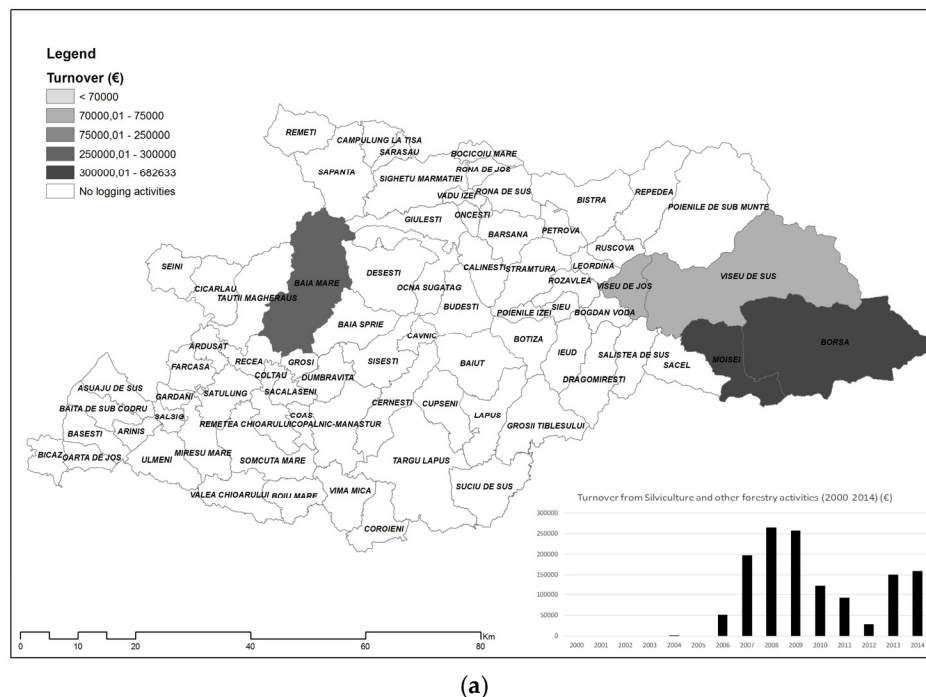 Legend
Turnover (€)
< 70000
70000,01 - 75000
75000,01 - 250000
250000,01 - 300000
300000,01 - 682633
No logging activities
REMETI
CAMPULUNG LA TISA
SARASAU
SAPANTA
SIGHETU MARMATIEI
BOCICOIU MARE
RONA DE JOS
VADU IZEI
RONA DE SUS
BISTRA
REPEDEA
POIENILE DE SUB MUNTE
GIULESTI
ONCESTI
BARSANA
PETROVA
RUSCOVA
SEINI
CICARLAU
TAUTII MAGHERAUS
BAIA MARE
DESESTI
OCNA SUGATAG
CALINESTI
STRAMTURA
LEORDINA
ROZAVLEA
VISEU DE JOS
VISEU DE SUS
BUDESTI
POIENILE IZEI
SIEU
BOGDAN VODA
BAIA SPRIE
CAVNIC
BOTIZA
IEUD
SALISTEA DE SUS
SACEL
MOISEI
BORSA
ARDUSAT
RECEA
GROSI
SISESTI
BAIUT
DRAGOMIRESTI
FARCASA
COLTAU
DUMBRAVITA
ASUAJU DE SUS
GARDANI
SATULUNG
SACALASENI
CERNESTI
CUPSENI
LAPUS
BAITA DE SUB CODRU
SALSIG
COAS
REMETEA CHIOARULUI
COPALNIC-MANASTUR
GROSII TIBLESULUI
BASESTI
ARINIS
BICAZ
OARTA DE JOS
ULMENI
MIRESU MARE
SOMCUTA MARE
TARGU LAPUS
VALEA CHIOARULUI
BOIU MARE
VIMA MICA
SUCIU DE SUS
COROIENI
0 10 20 40 60 80 Km
Turnover from Silviculture and other forestry activities (2000-2014) (€)
300000
250000
200000
150000
100000
50000
0
2000 2001 2002 2003 2004 2005 2006 2007 2008 2009 2010 2011 2012 2013 2014
(a)